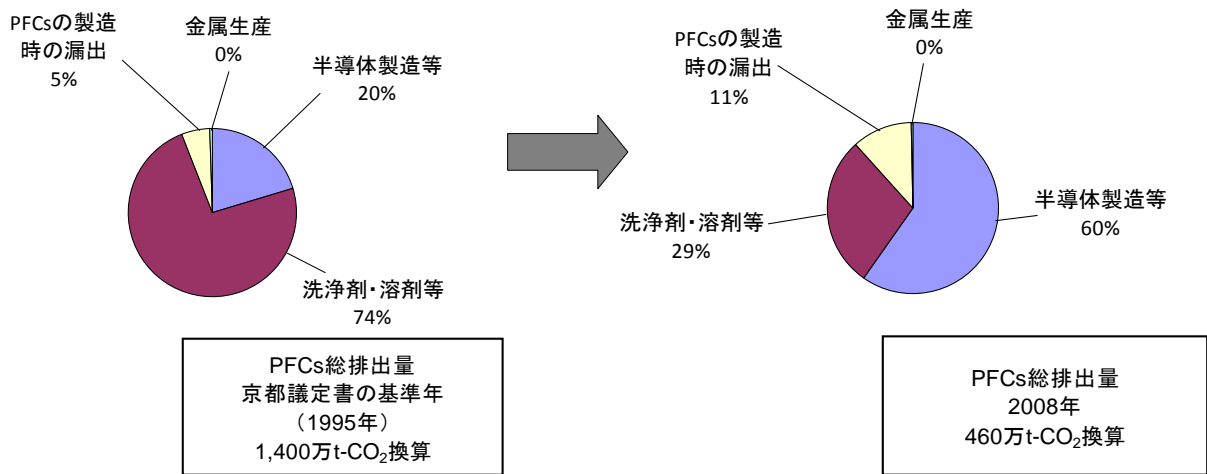 PFCsの製造
時の漏出
5%
金属生産
0%
半導体製造等
20%
洗浄剤・溶剤等
74%
PFCs総排出量
京都議定書の基準年
（1995年）
1,400万t-CO₂換算
PFCsの製造
時の漏出
11%
金属生産
0%
半導体製造等
60%
洗浄剤・溶剤等
29%
PFCs総排出量
2008年
460万t-CO₂換算